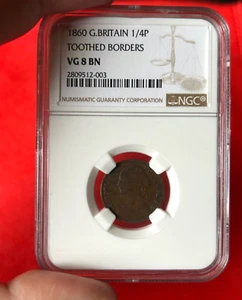 1860 G.BRITAIN 1/4P
TOOTHED BORDERS
VG 8 BN
2809512-003
NUMISMATIC GUARANTY CORPORATION
NGC